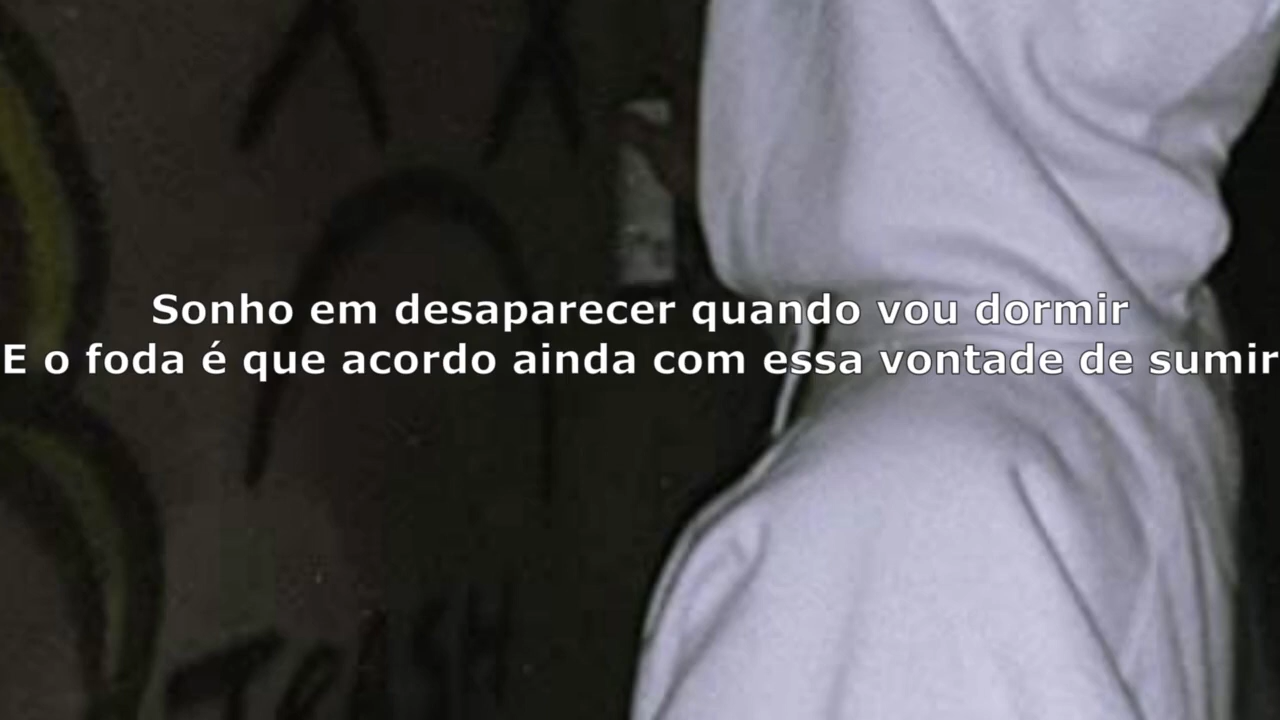 Sonho em desaparecer quando vou dormir
E o foda é que acordo ainda com essa vontade de sumir